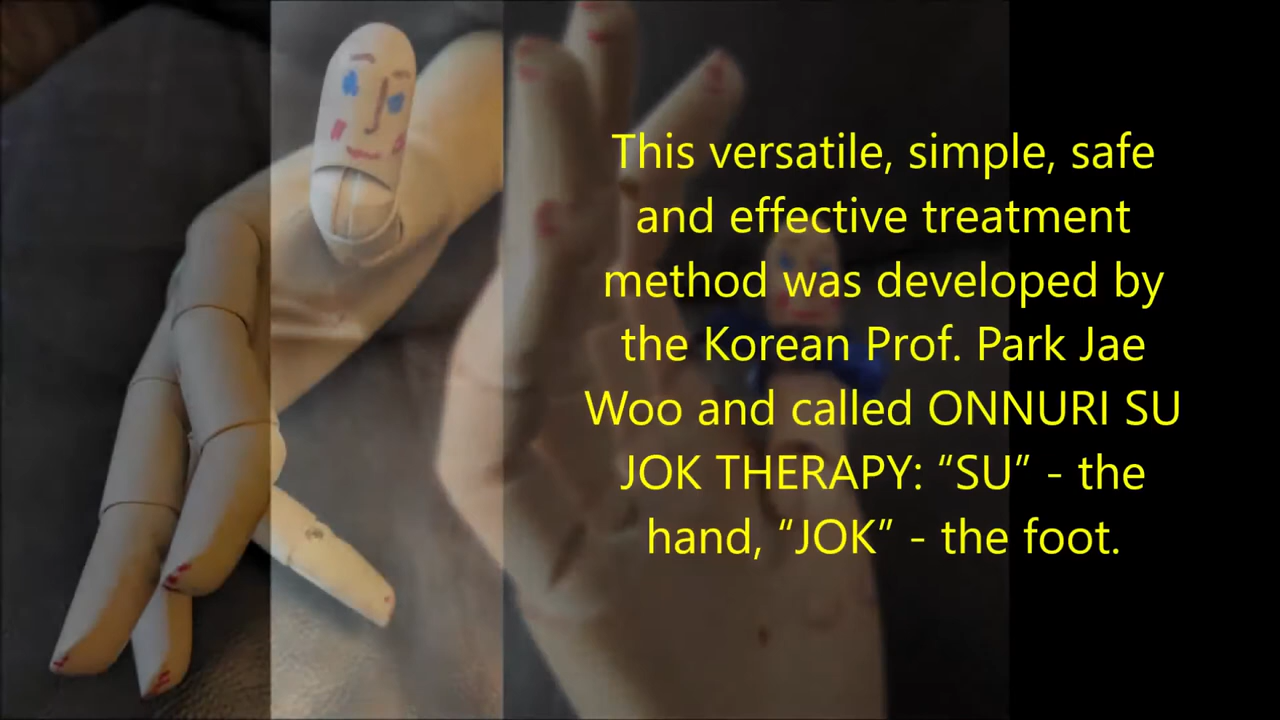 This versatile, simple, safe
and effective treatment
method was developed by
the Korean Prof. Park Jae
Woo and called ONNURI SU
JOK THERAPY: “SU” - the
hand, “JOK” - the foot.